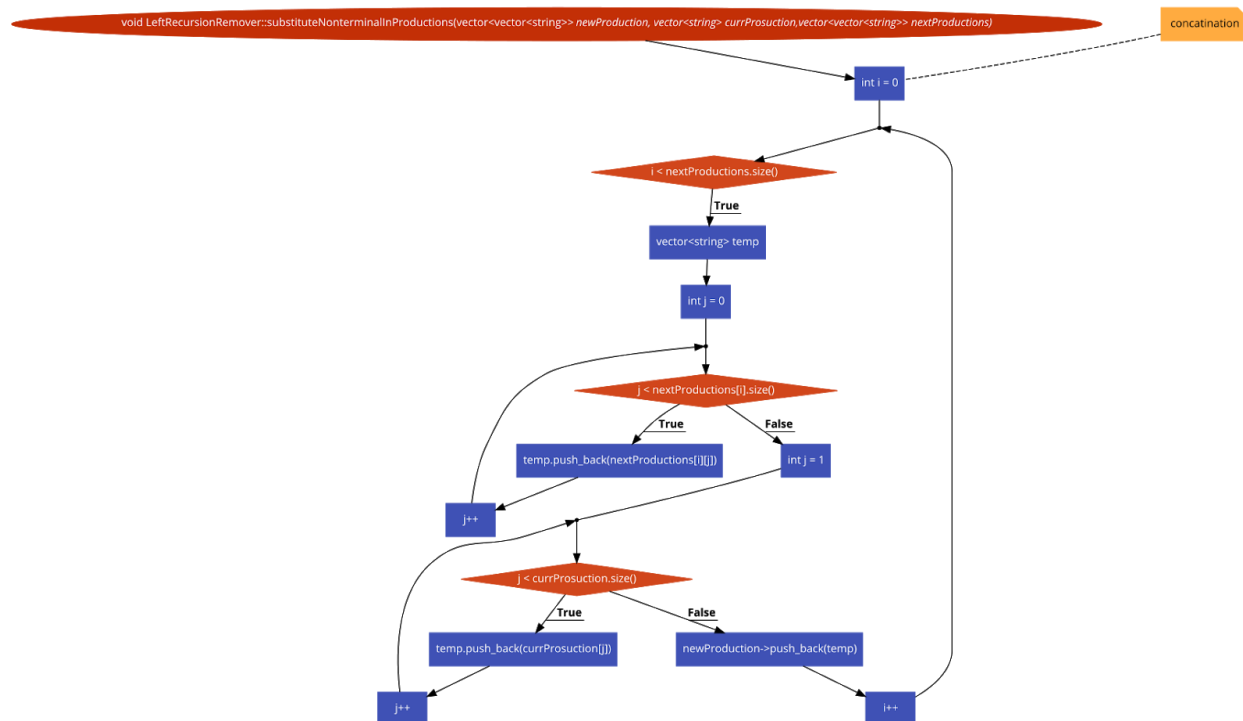 void LeftRecursionRemover::substituteNonterminalInProductions(vector<vector<string>> newProduction, vector<string> currProsuction,vector<vector<string>> nextProductions)
concatination
int i = 0
i < nextProductions.size()
True
vector<string> temp
int j = 0
j < nextProductions[i].size()
True
False
temp.push_back(nextProductions[i][j])
int j = 1
j++
j < currProsuction.size()
True
False
temp.push_back(currProsuction[j])
newProduction->push_back(temp)
j++
i++